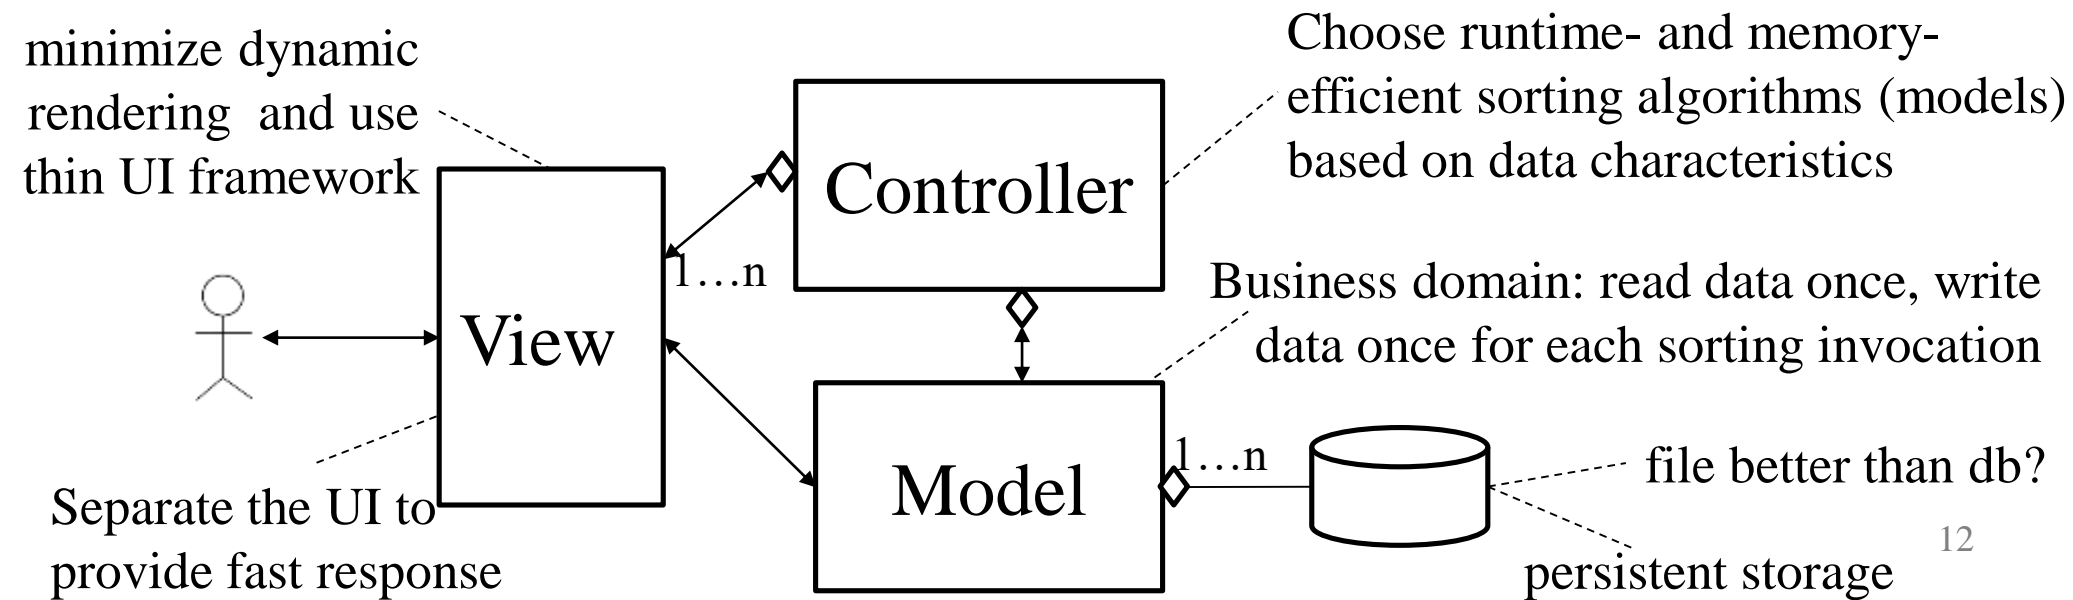 minimize dynamic
rendering  and use
thin UI framework
Choose runtime- and memory-
efficient sorting algorithms (models)
based on data characteristics
Controller
1…n
View
Business domain: read data once, write
data once for each sorting invocation
Model
1…n
file better than db?
Separate the UI to
provide fast response
persistent storage
12